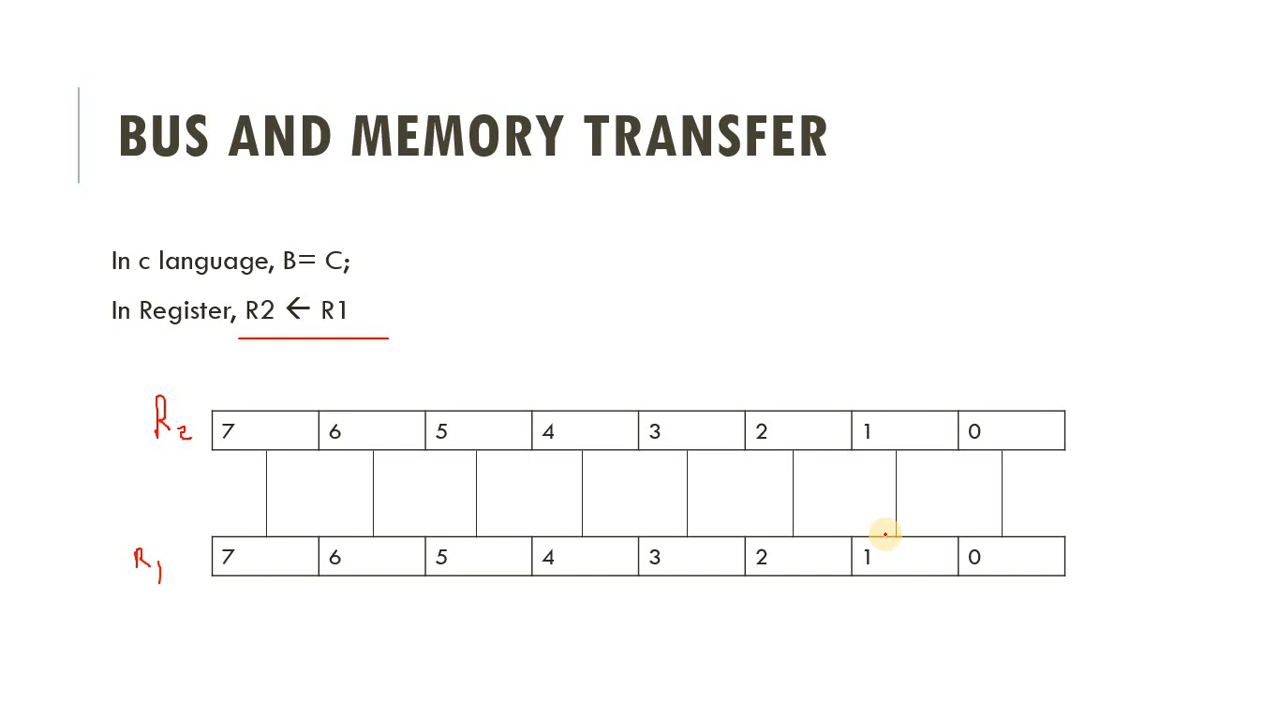 BUS AND MEMORY TRANSFER
In c language, B= C;
In Register, R2 ← R1
R2 7 6 5 4 3 2 1 0
R1 7 6 5 4 3 2 1 0